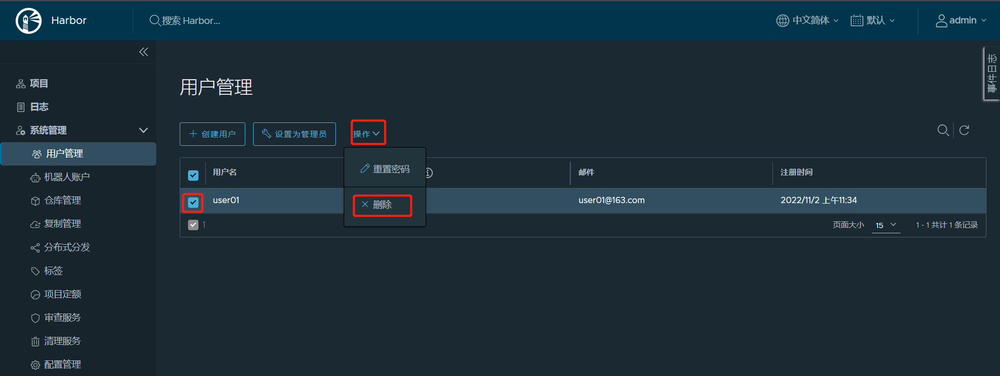 Harbor
搜索 Harbor...
中文简体
默认
admin
事件日志
项目
日志
系统管理
用户管理
机器人账户
仓库管理
复制管理
分布式分发
标签
项目定额
审查服务
清理服务
配置管理
用户管理
创建用户
设置为管理员
操作
重置密码
删除
用户名
邮件
注册时间
user01
user01@163.com
2022/11/2 上午11:34
1
页面大小
15
1 - 1 共计 1 条记录